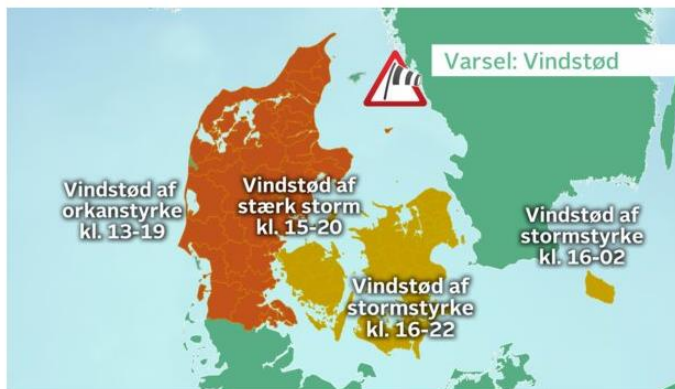 Varsel: Vindstød
Vindstød af
orkanstyrke
kl. 13-19
Vindstød af
stærk storm
kl. 15-20
Vindstød af
stormstyrke
kl. 16-22
Vindstød af
stormstyrke
kl. 16-02